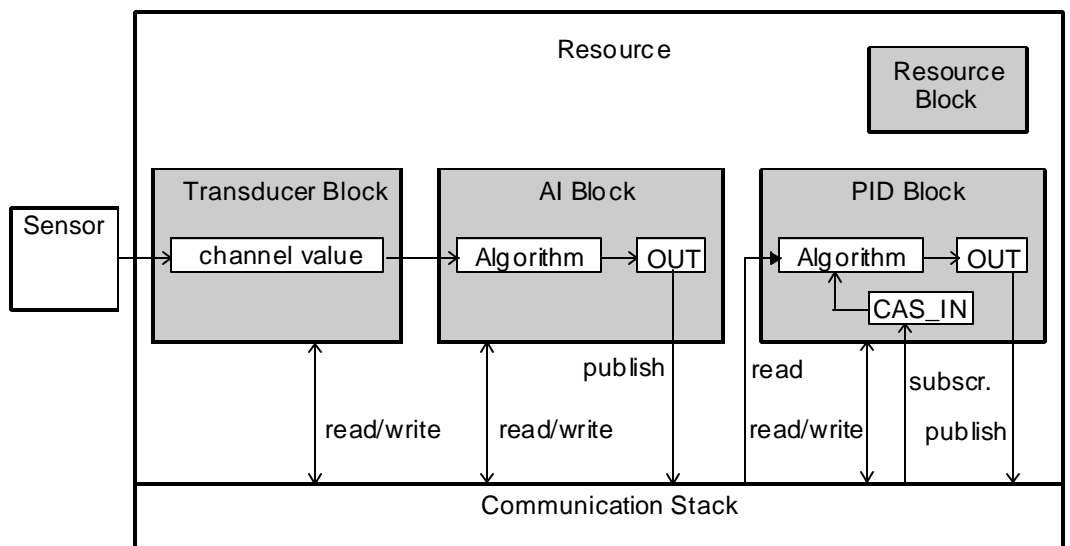 Resource
Resource
Block
Transducer Block
AI Block
PID Block
Sensor
channel value
Algorithm
OUT
Algorithm
OUT
CAS_IN
publish
read
subscr.
read/write
read/write
read/write
publish
Communication Stack